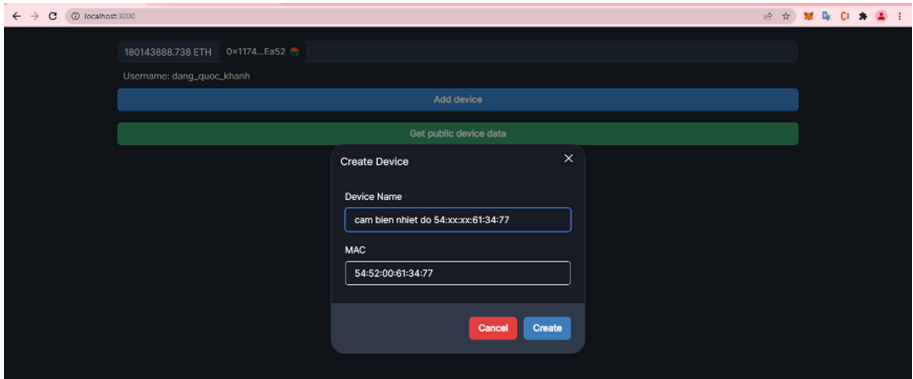 localhost:3000
180143888.738 ETH 0×1174...Ea52
Username: dang_quoc_khanh
Add device
Get public device data
Create Device
Device Name
cam bien nhiet do 54:xx:xx:61:34:77
MAC
54:52:00:61:34:77
Cancel Create